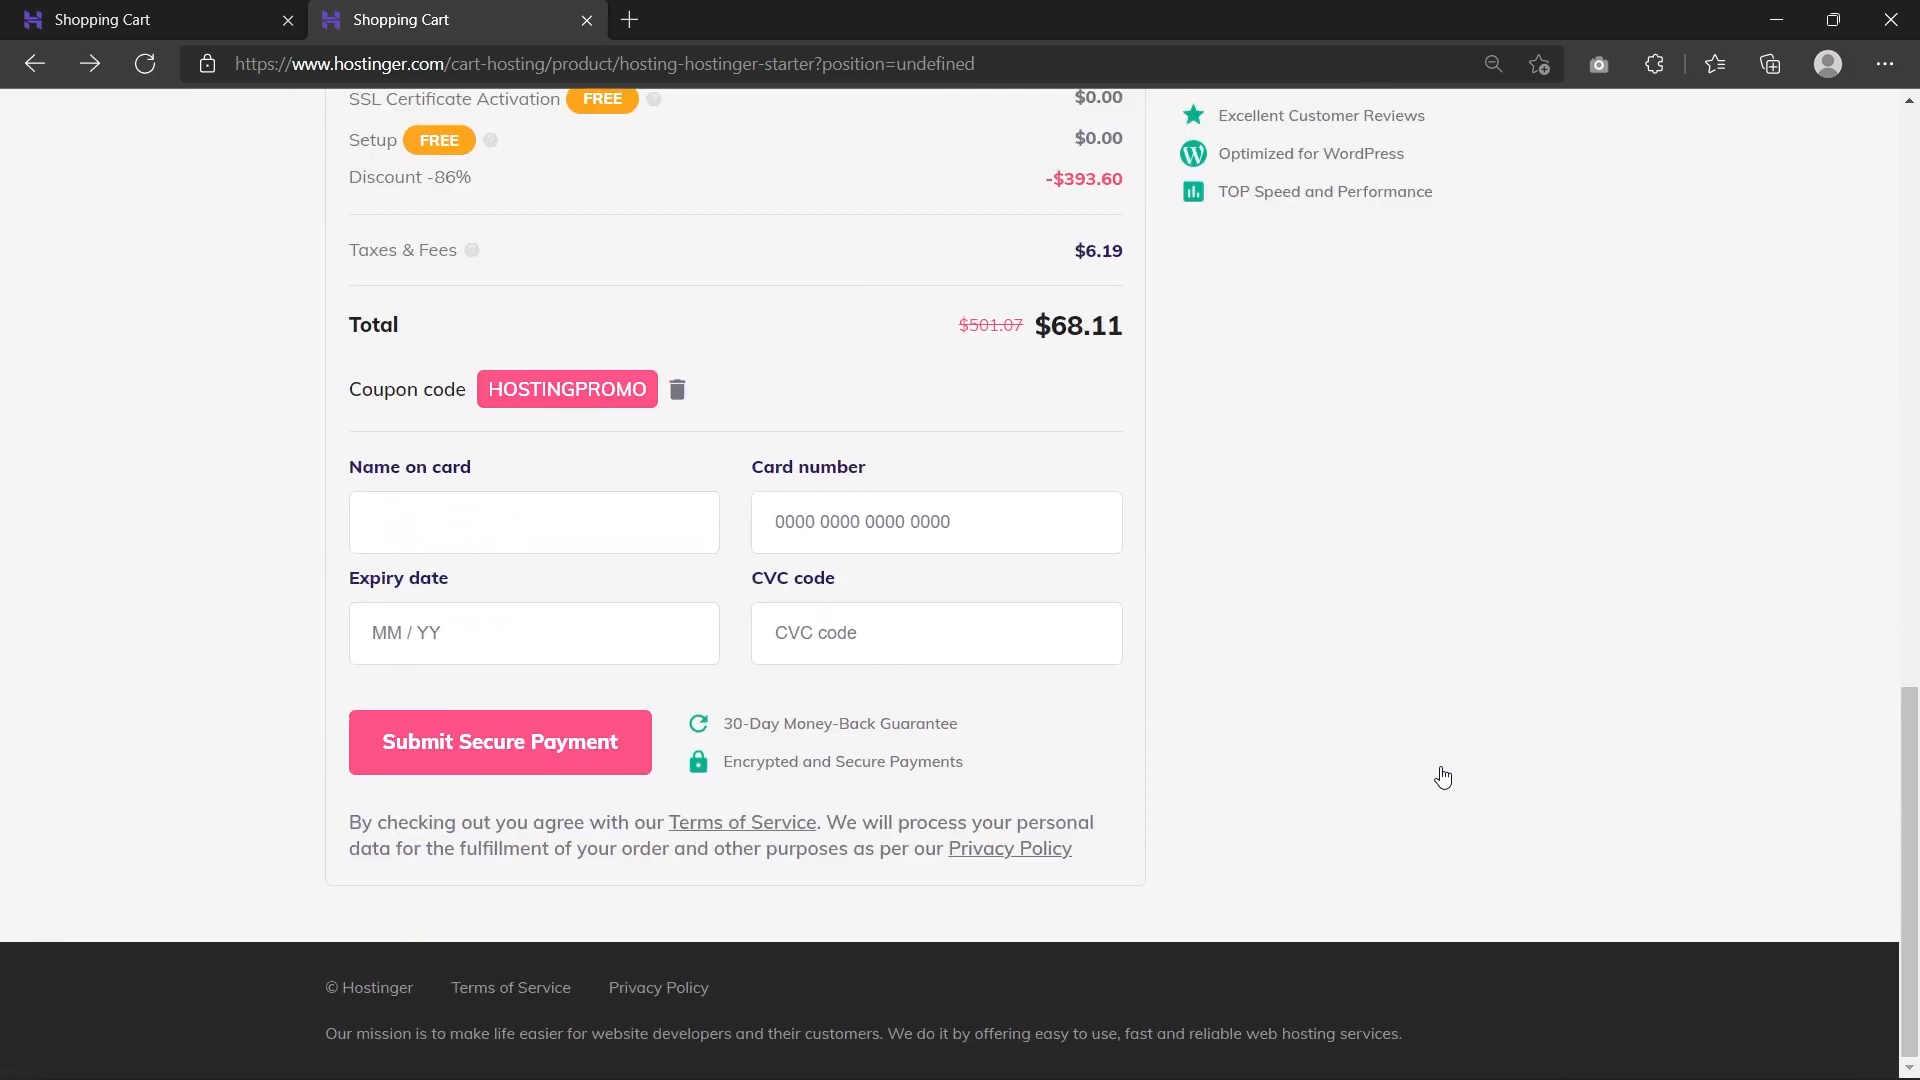 Shopping Cart
Shopping Cart
https://www.hostinger.com/cart-hosting/product/hosting-hostinger-starter?position=undefined
SSL Certificate Activation FREE $0.00
Setup FREE $0.00
Discount -86% -$393.60
Taxes & Fees $6.19
Total $501.07 $68.11
Coupon code HOSTINGPROMO
Name on card Card number
0000 0000 0000 0000
Expiry date CVC code
MM / YY CVC code
Submit Secure Payment
30-Day Money-Back Guarantee
Encrypted and Secure Payments
By checking out you agree with our Terms of Service. We will process your personal
data for the fulfillment of your order and other purposes as per our Privacy Policy
Excellent Customer Reviews
Optimized for WordPress
TOP Speed and Performance
© Hostinger Terms of Service Privacy Policy
Our mission is to make life easier for website developers and their customers. We do it by offering easy to use, fast and reliable web hosting services.